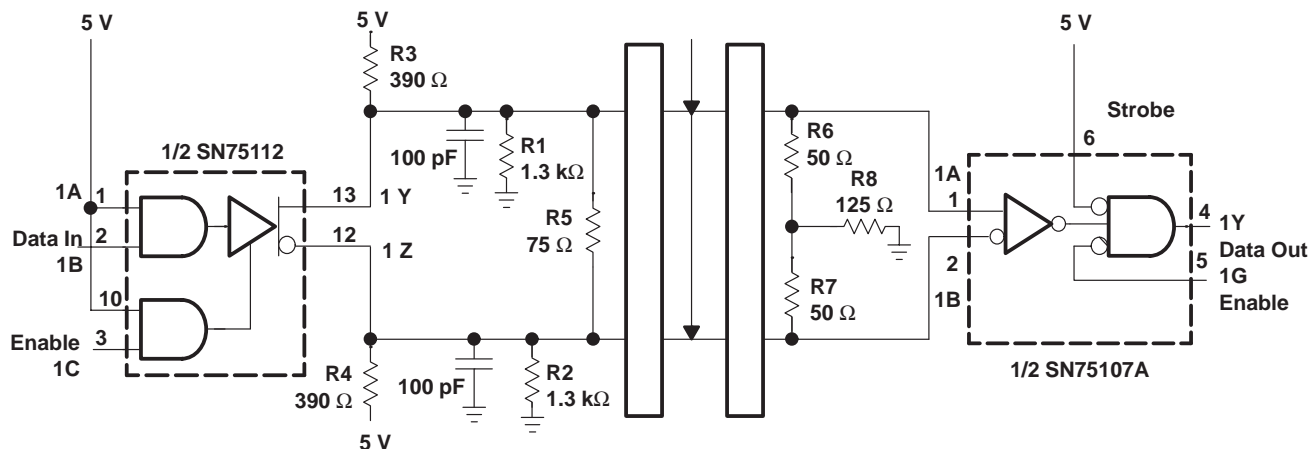 5 V
5 V
R3
390 Ω
5 V
Strobe
6
1/2 SN75112
100 pF
R1
1.3 kΩ
R6
50 Ω
1A
1
13
1 Y
R5
75 Ω
R8
125 Ω
1A
1
4
1Y
Data In
2
12
1 Z
Data Out
1B
2
5
1G
10
R7
50 Ω
1B
Enable
Enable
3
1C
R4
390 Ω
100 pF
R2
1.3 kΩ
1/2 SN75107A
5 V